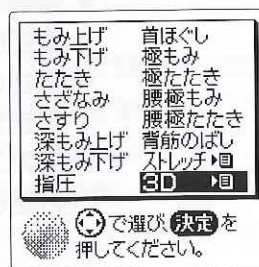 もみ上げ 首ほぐし
もみ下げ 極もみ
たたき 極たたき
さざなみ 腰極もみ
さすり 腰極たたき
深もみ上げ 背筋のばし
深もみ下げ ストレッチ
指圧 3D
で選び、決定を
押してください。